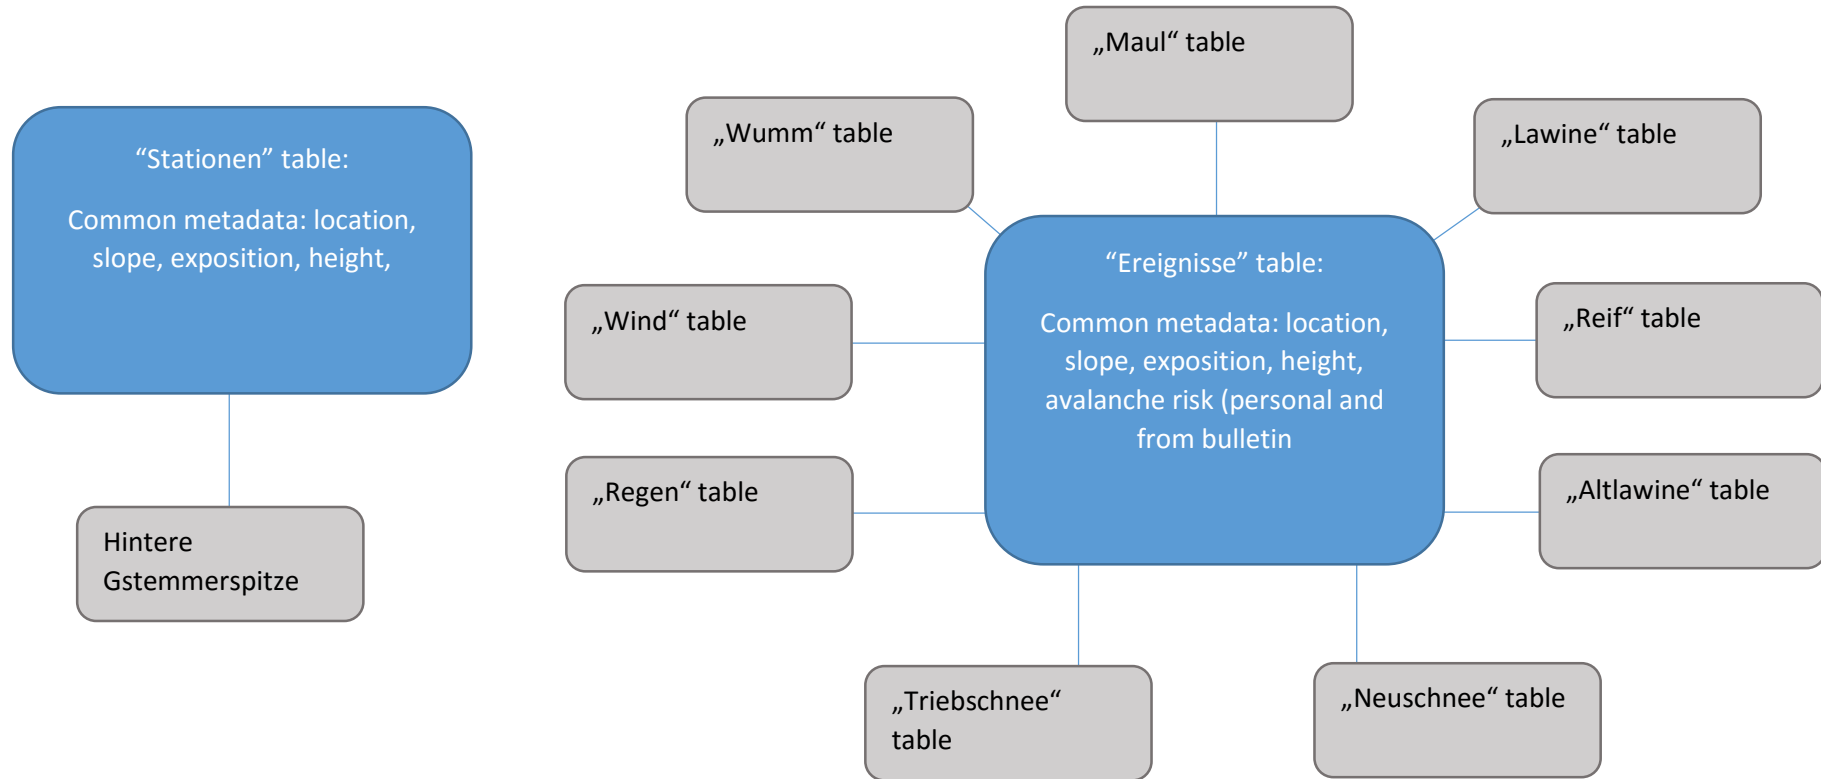 “Stationen” table:
Common metadata: location,
slope, exposition, height,
Hintere
Gstemmerspitze
„Maul“ table
„Wumm“ table
„Lawine“ table
“Ereignisse” table:
Common metadata: location,
slope, exposition, height,
avalanche risk (personal and
from bulletin
„Wind“ table
„Reif“ table
„Regen“ table
„Altlawine“ table
„Triebschnee“
table
„Neuschnee“ table